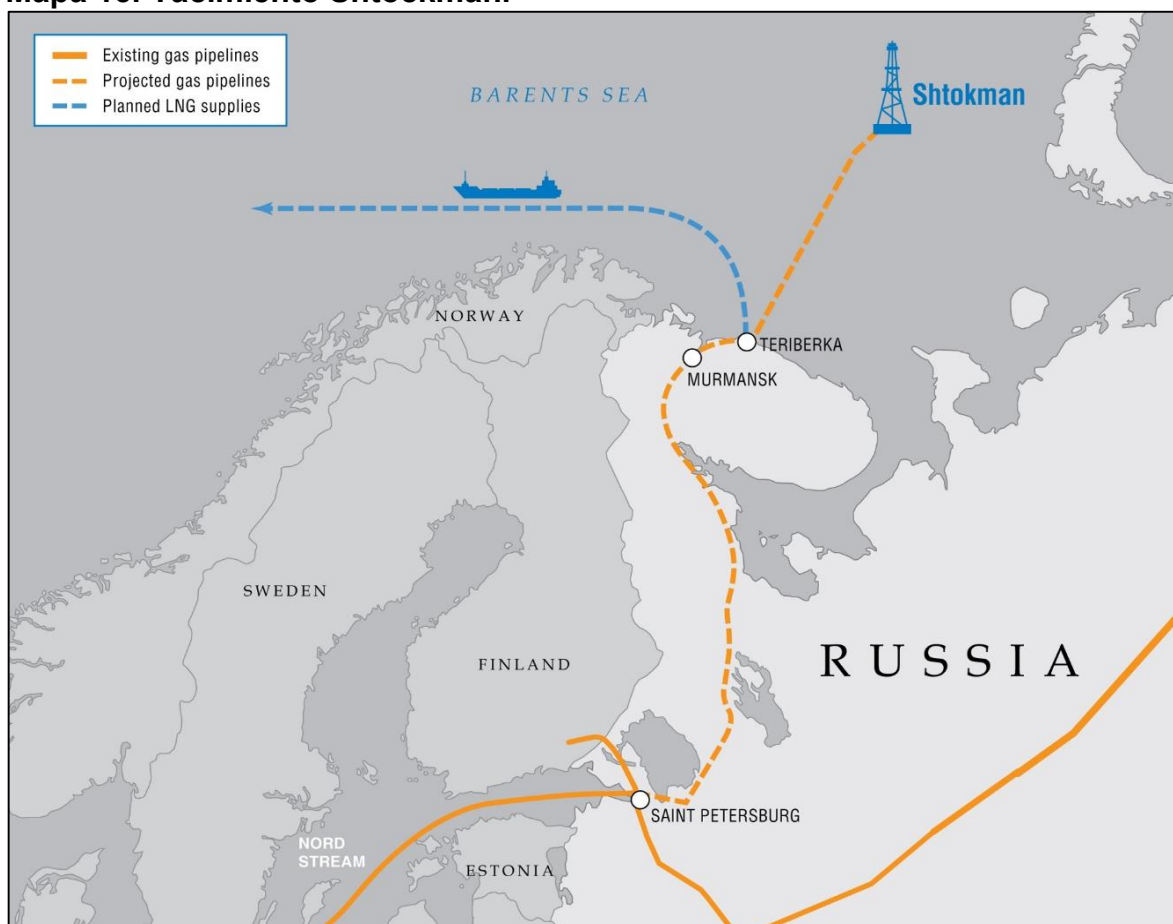 Mapa 10. Yacimiento Shtockman.
Existing gas pipelines
Projected gas pipelines
Planned LNG supplies
BARENTS SEA
Shtokman
NORWAY
TERIBERKA
MURMANSK
SWEDEN
FINLAND
RUSSIA
SAINT PETERSBURG
NORD
STREAM
ESTONIA